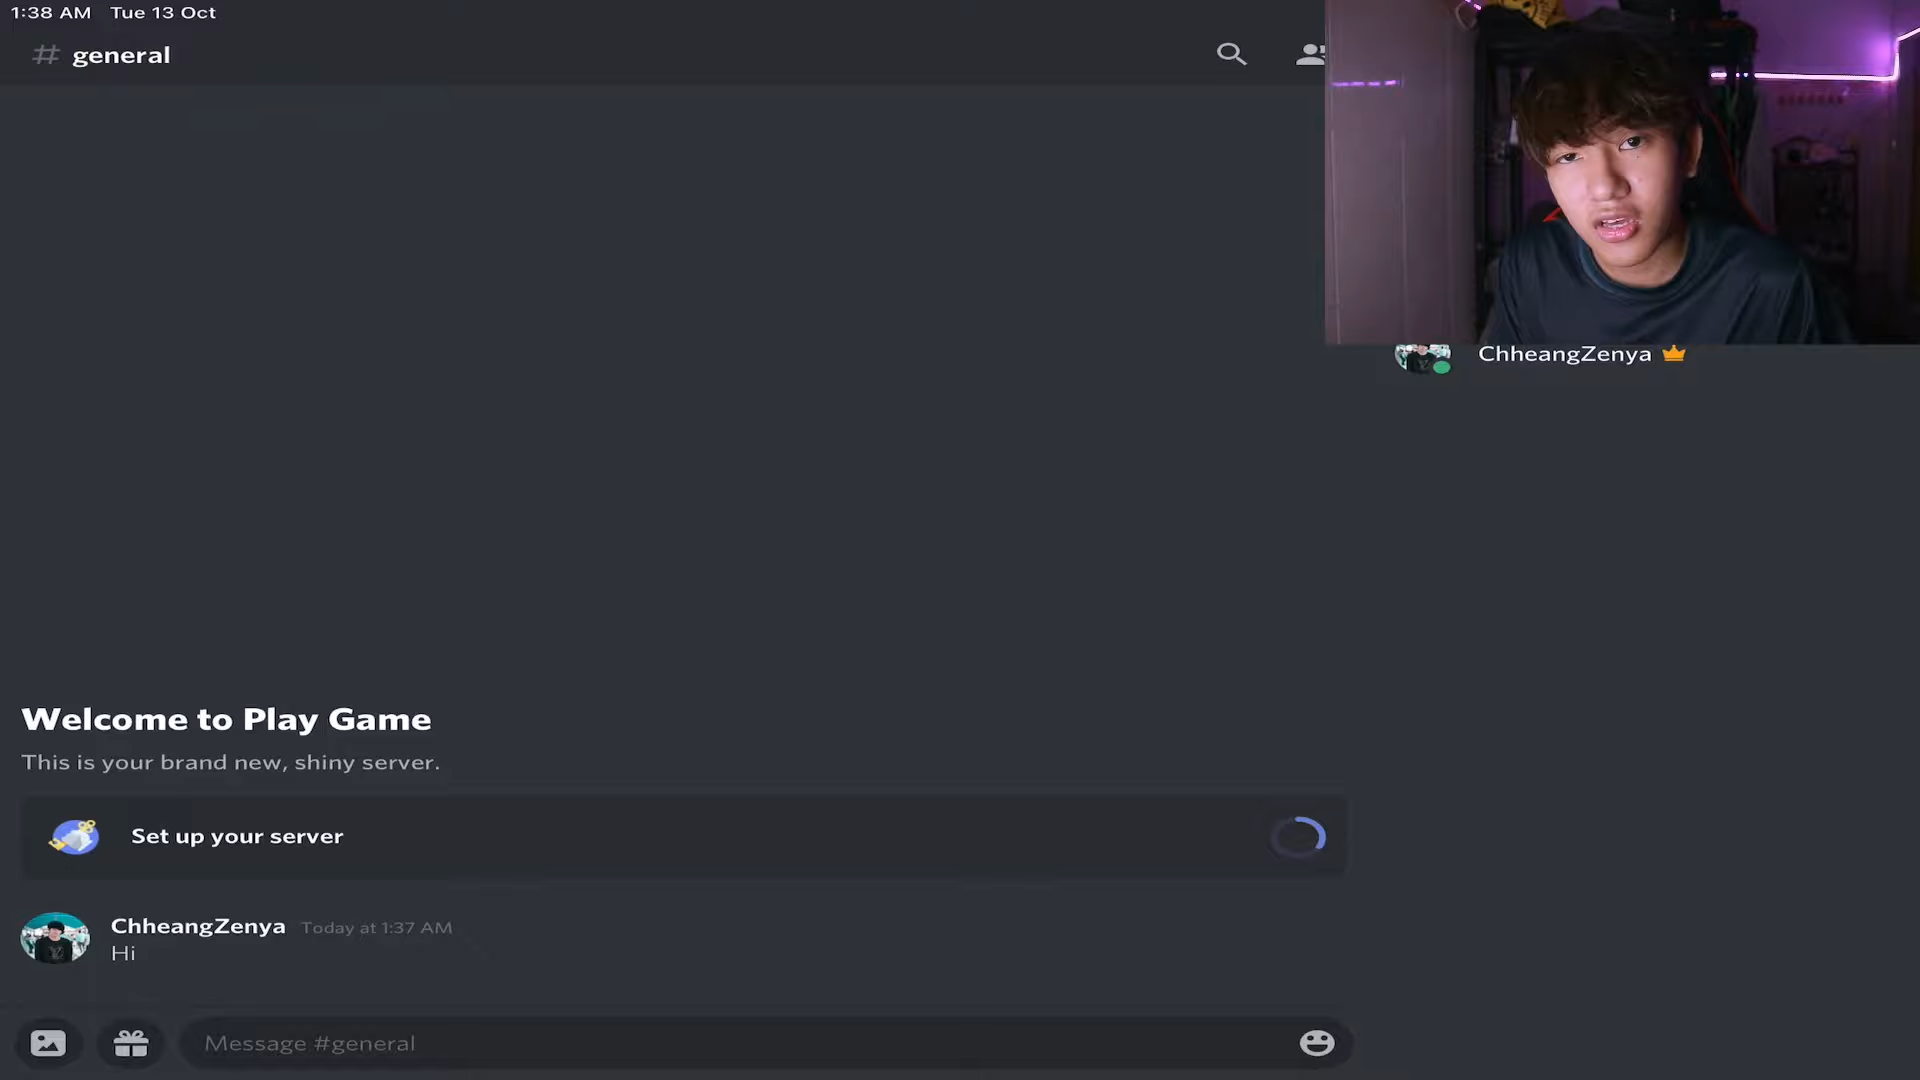 1:38 AM Tue 13 Oct
# general
ChheangZenya
Welcome to Play Game
This is your brand new, shiny server.
Set up your server
ChheangZenya Today at 1:37 AM
Hi
Message #general